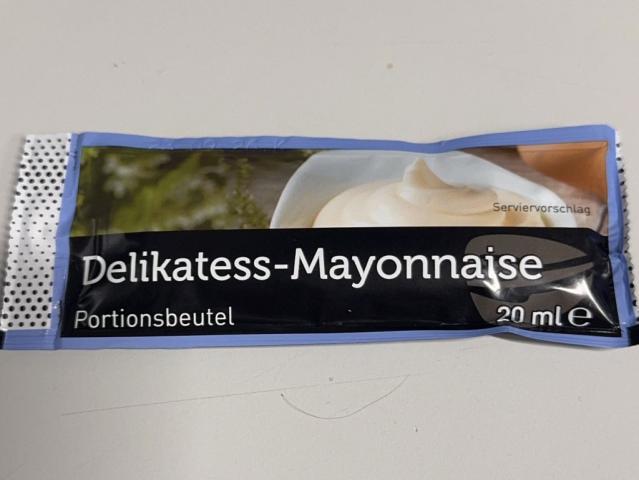 Serviervorschlag
Delikatess-Mayonnaise
Portionsbeutel
20 ml ℮